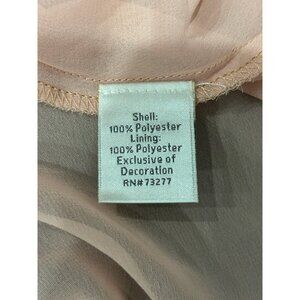 Shell:
100% Polyester
Lining:
100% Polyester
Exclusive of
Decoration
RN#73277